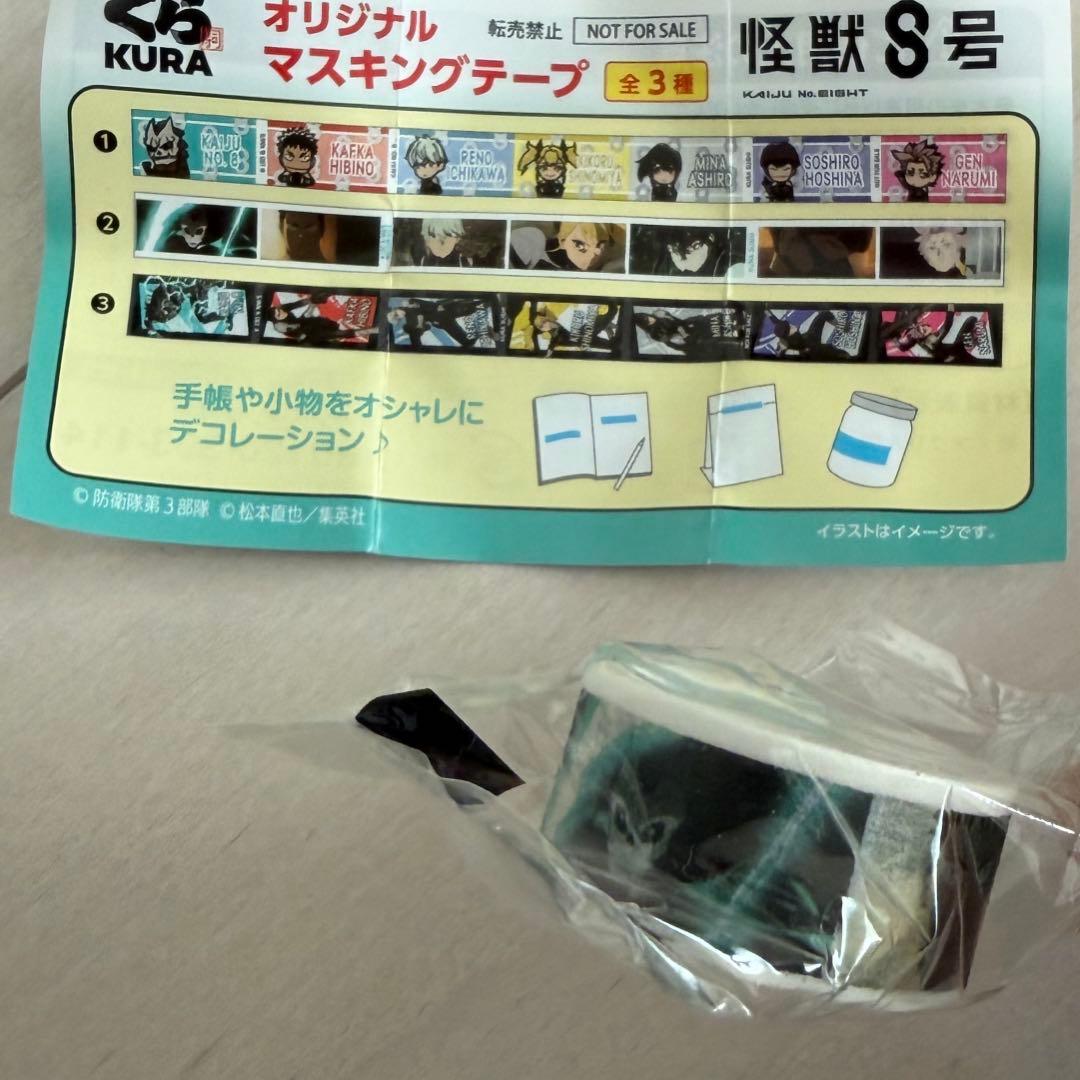 くら
KURA
オリジナル
マスキングテープ
転売禁止 NOT FOR SALE
全3種
怪獣8号
KAIJU No.EIGHT
1
KAIJU NO. 8
KAFKA HIBINO
RENO ICHIKAWA
KIKORU SHINOMIYA
MINA ASHIRO
SOSHIRO HOSHINA
GEN NARUMI
2
3
手帳や小物をオシャレに
デコレーション♪
© 防衛隊第3部隊 © 松本直也/集英社
イラストはイメージです。